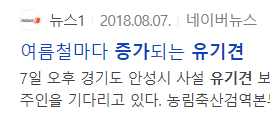 뉴스1 2018.08.07. 네이버뉴스
여름철마다 증가되는 유기견
7일 오후 경기도 안성시 사설 유기견 보
주인을 기다리고 있다. 농림축산검역본